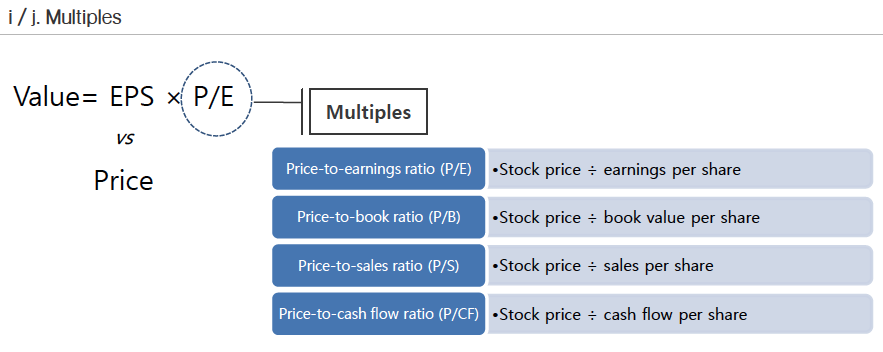 i / j. Multiples
Value= EPS × P/E
Multiples
vs
Price
Price-to-earnings ratio (P/E)
•Stock price ÷ earnings per share
Price-to-book ratio (P/B)
•Stock price ÷ book value per share
Price-to-sales ratio (P/S)
•Stock price ÷ sales per share
Price-to-cash flow ratio (P/CF)
•Stock price ÷ cash flow per share